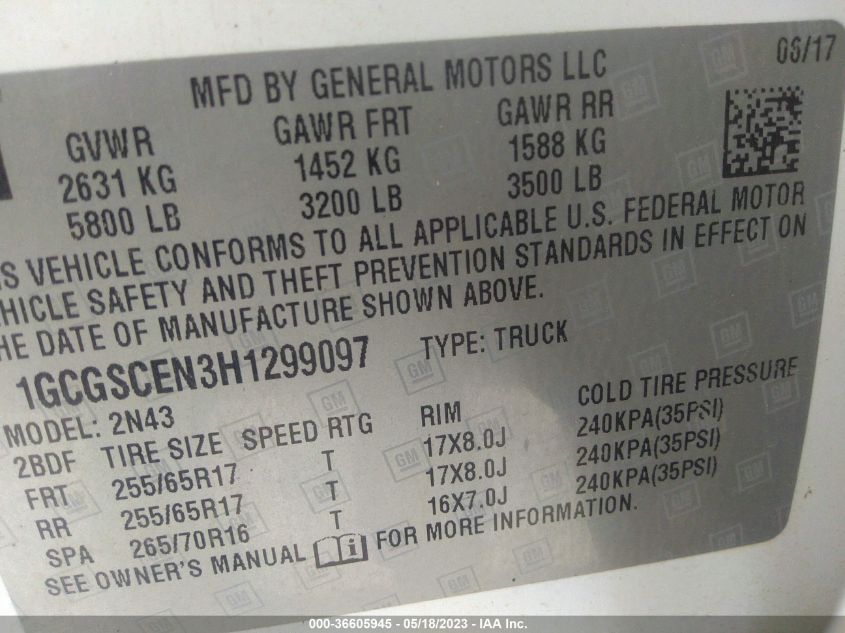 MFD BY GENERAL MOTORS LLC 06/17
GVWR GAWR FRT GAWR RR
2631 KG 1452 KG 1588 KG
5800 LB 3200 LB 3500 LB
S VEHICLE CONFORMS TO ALL APPLICABLE U.S. FEDERAL MOTOR
HICLE SAFETY AND THEFT PREVENTION STANDARDS IN EFFECT ON
HE DATE OF MANUFACTURE SHOWN ABOVE.
1GCGSCEN3H1299097 TYPE: TRUCK
MODEL: 2N43
2BDF TIRE SIZE SPEED RTG RIM COLD TIRE PRESSURE
FRT 255/65R17 T 17X8.0J 240KPA(35PSI)
RR 255/65R17 T 17X8.0J 240KPA(35PSI)
SPA 265/70R16 T 16X7.0J 240KPA(35PSI)
SEE OWNER'S MANUAL FOR MORE INFORMATION.
000-36605945 - 05/18/2023 - IAA Inc.